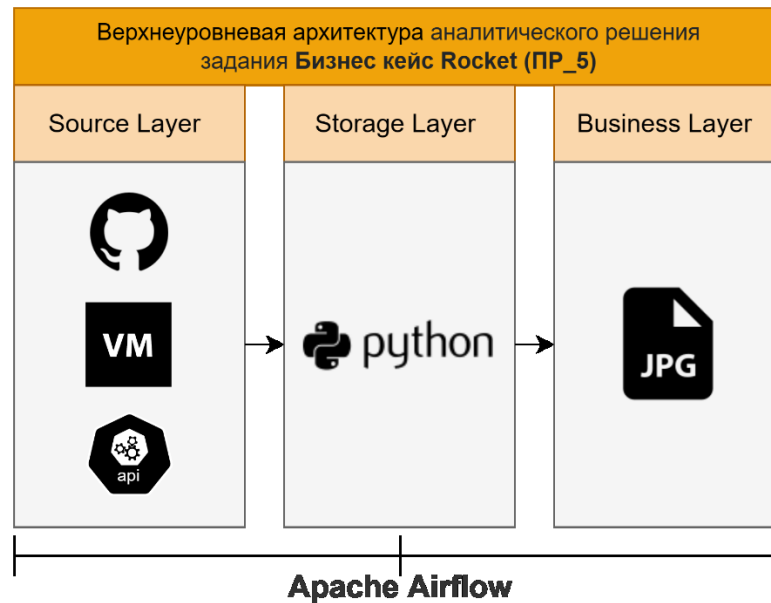 Верхнеуровневая архитектура аналитического решения
задания Бизнес кейс Rocket (ПР_5)
Source Layer
Storage Layer
Business Layer
VM
python
JPG
api
Apache Airflow